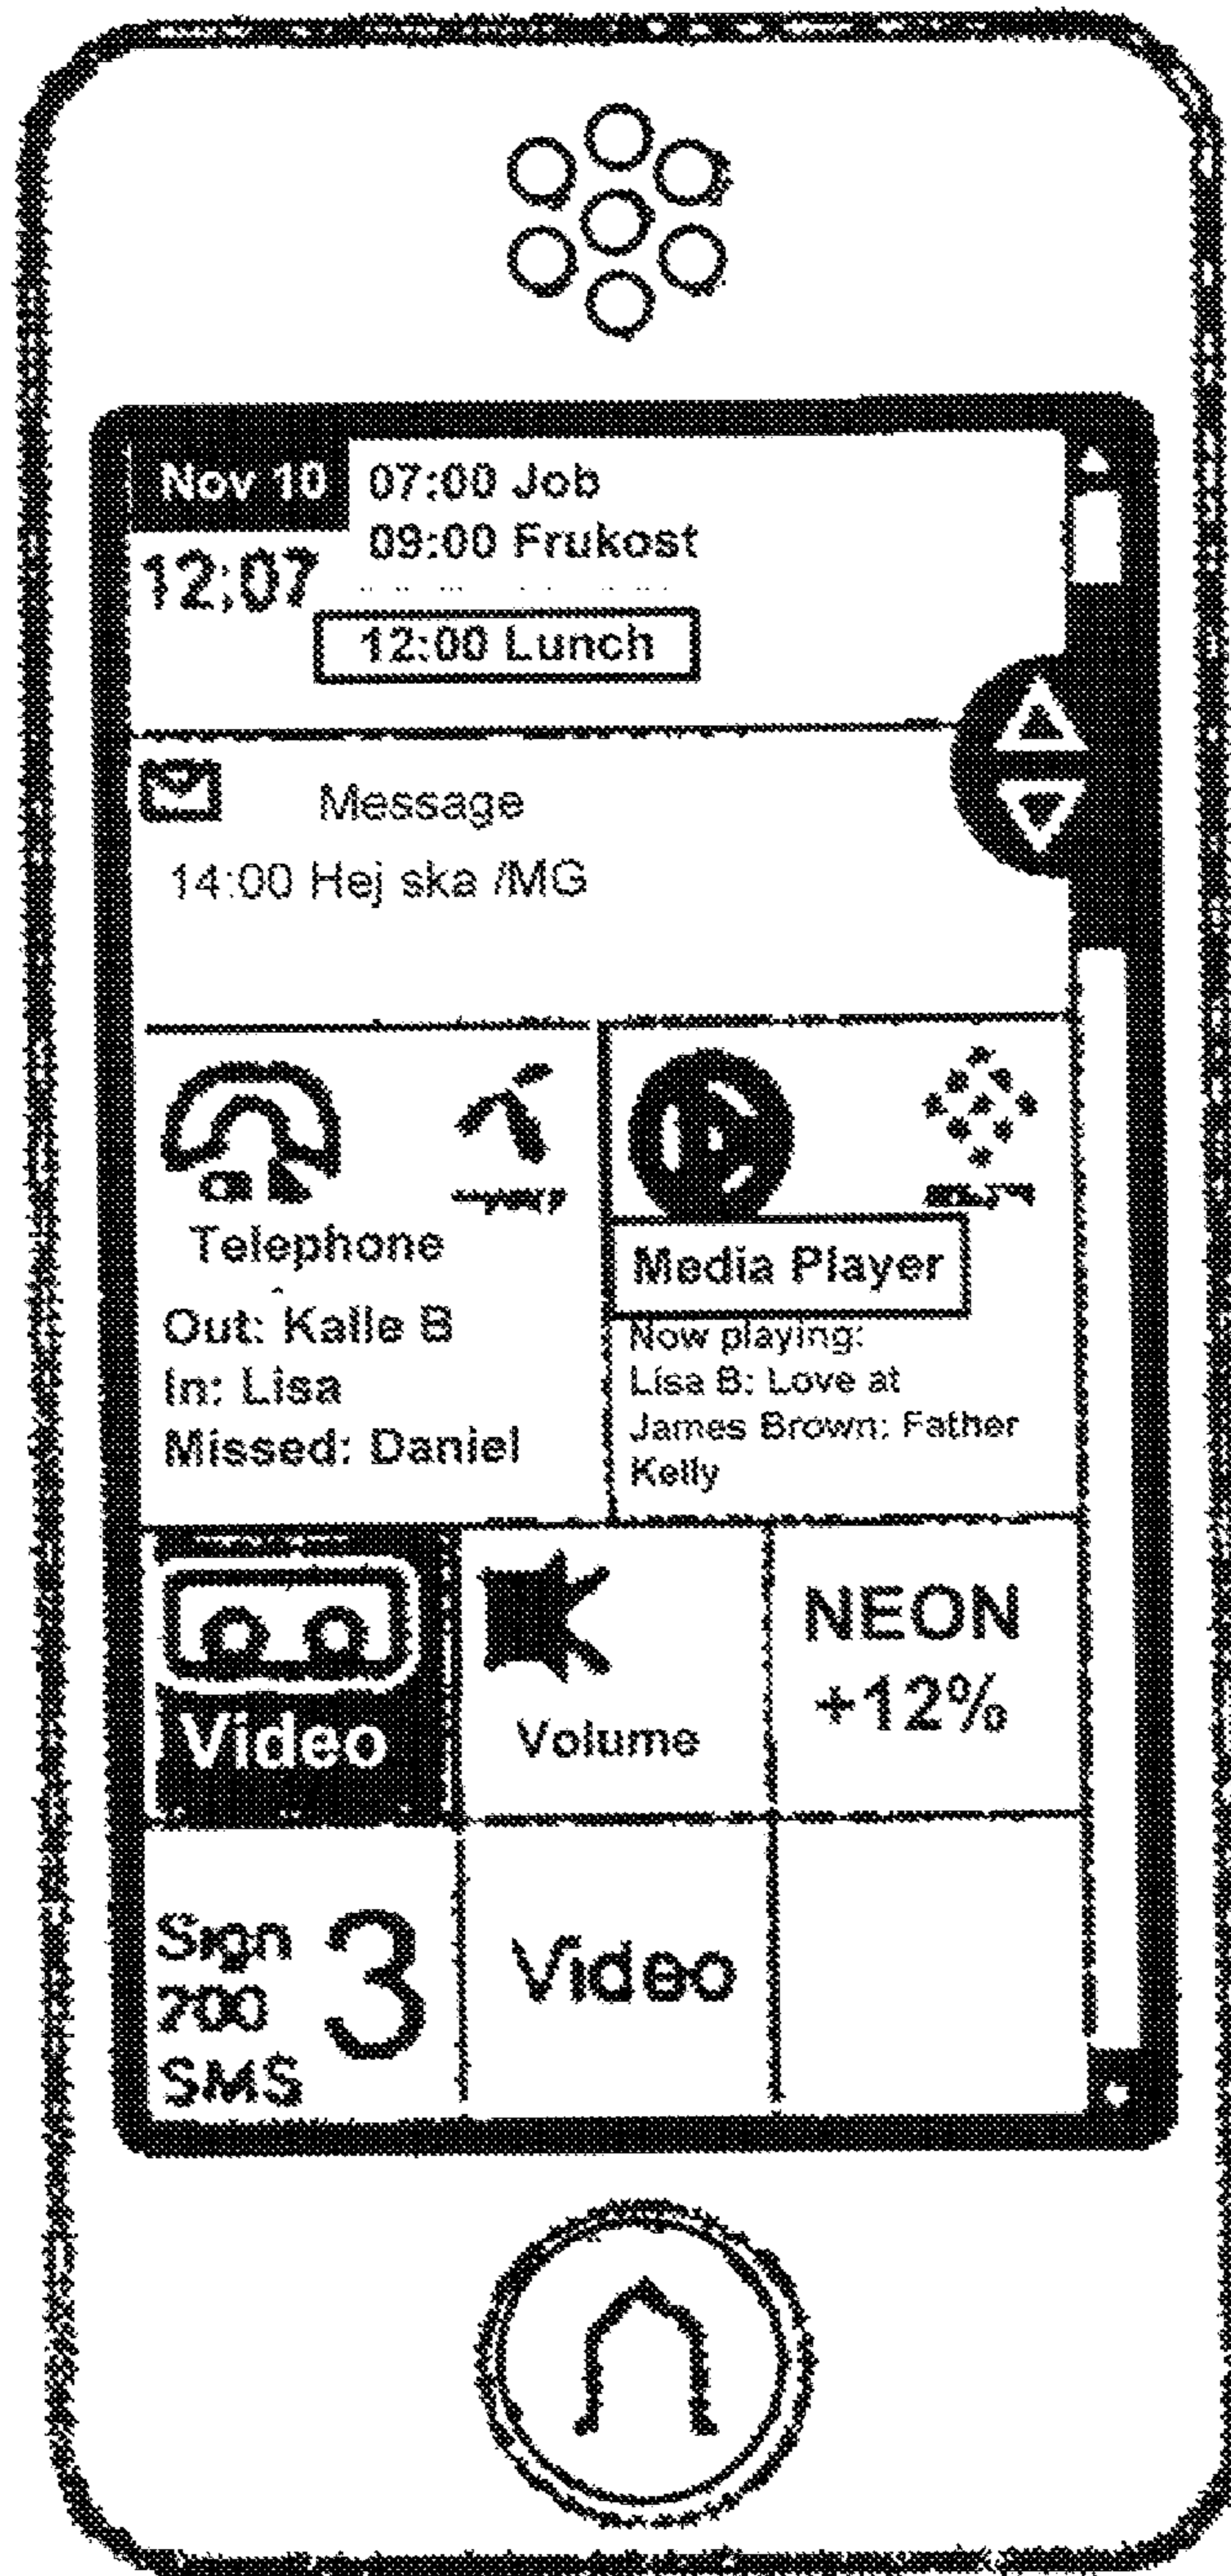 Nov 10
12:07
07:00 Job
09:00 Frukost
12:00 Lunch
Message
14:00 Hej ska /MG
Telephone
Out: Kalle B
In: Lisa
Missed: Daniel
Media Player
Now playing:
Lisa B: Love at
James Brown: Father
Kelly
Video
Volume
NEON
+12%
Sign
200
SMS
3
Video